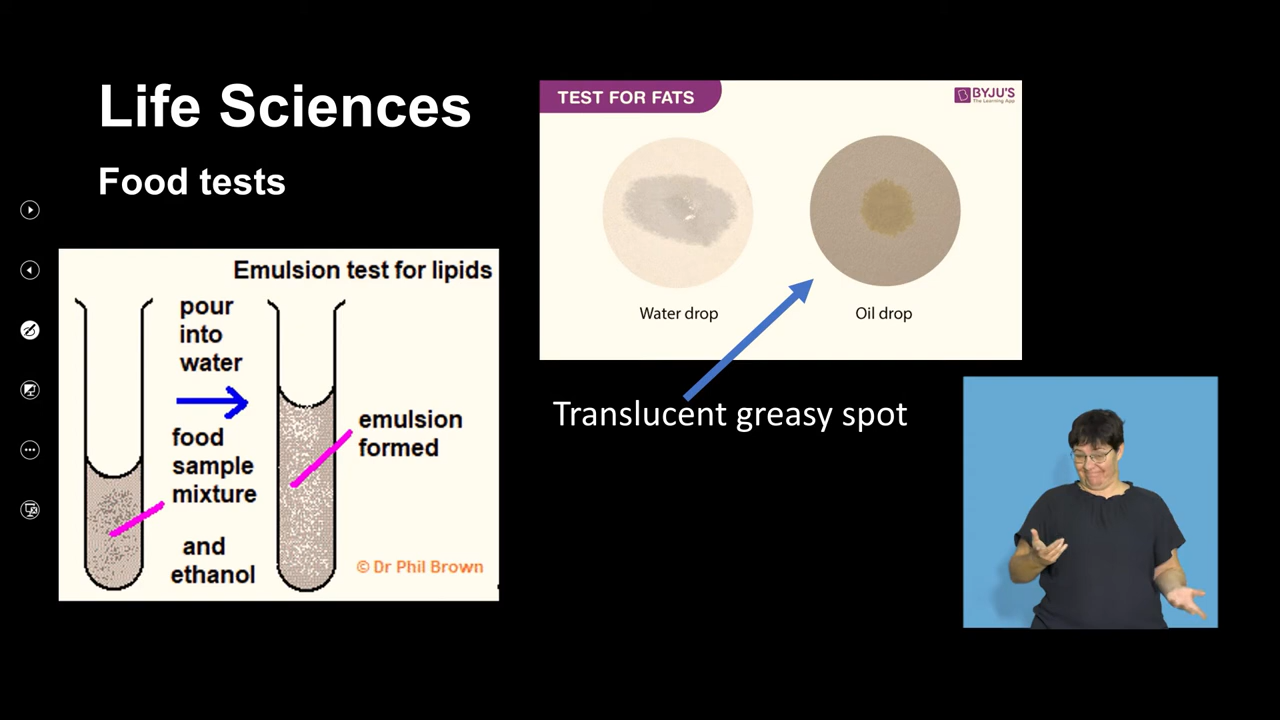 Life Sciences
Food tests
Emulsion test for lipids
pour
into
water
food
sample
mixture
and
ethanol
emulsion
formed
© Dr Phil Brown
TEST FOR FATS
BYJU'S
The Learning App
Water drop
Oil drop
Translucent greasy spot